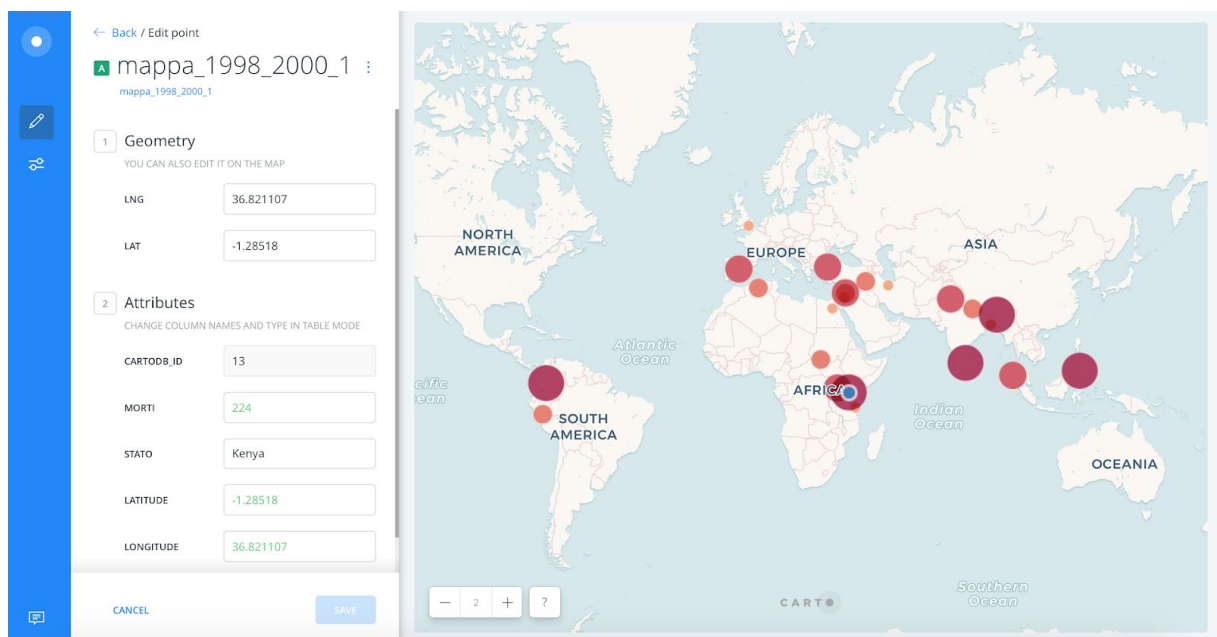 ← Back / Edit point
A mappa_1998_2000_1
mappa_1998_2000_1
1 Geometry
YOU CAN ALSO EDIT IT ON THE MAP
LNG 36.821107
LAT -1.28518
2 Attributes
CHANGE COLUMN NAMES AND TYPE IN TABLE MODE
CARTODB_ID 13
MORTI 224
STATO Kenya
LATITUDE -1.28518
LONGITUDE 36.821107
CANCEL SAVE
NORTH
AMERICA
EUROPE
ASIA
Atlantic
Ocean
cific
ean
AFRICA
SOUTH
AMERICA
Indian
Ocean
OCEANIA
Southern
Ocean
− 2 + ?
CARTO